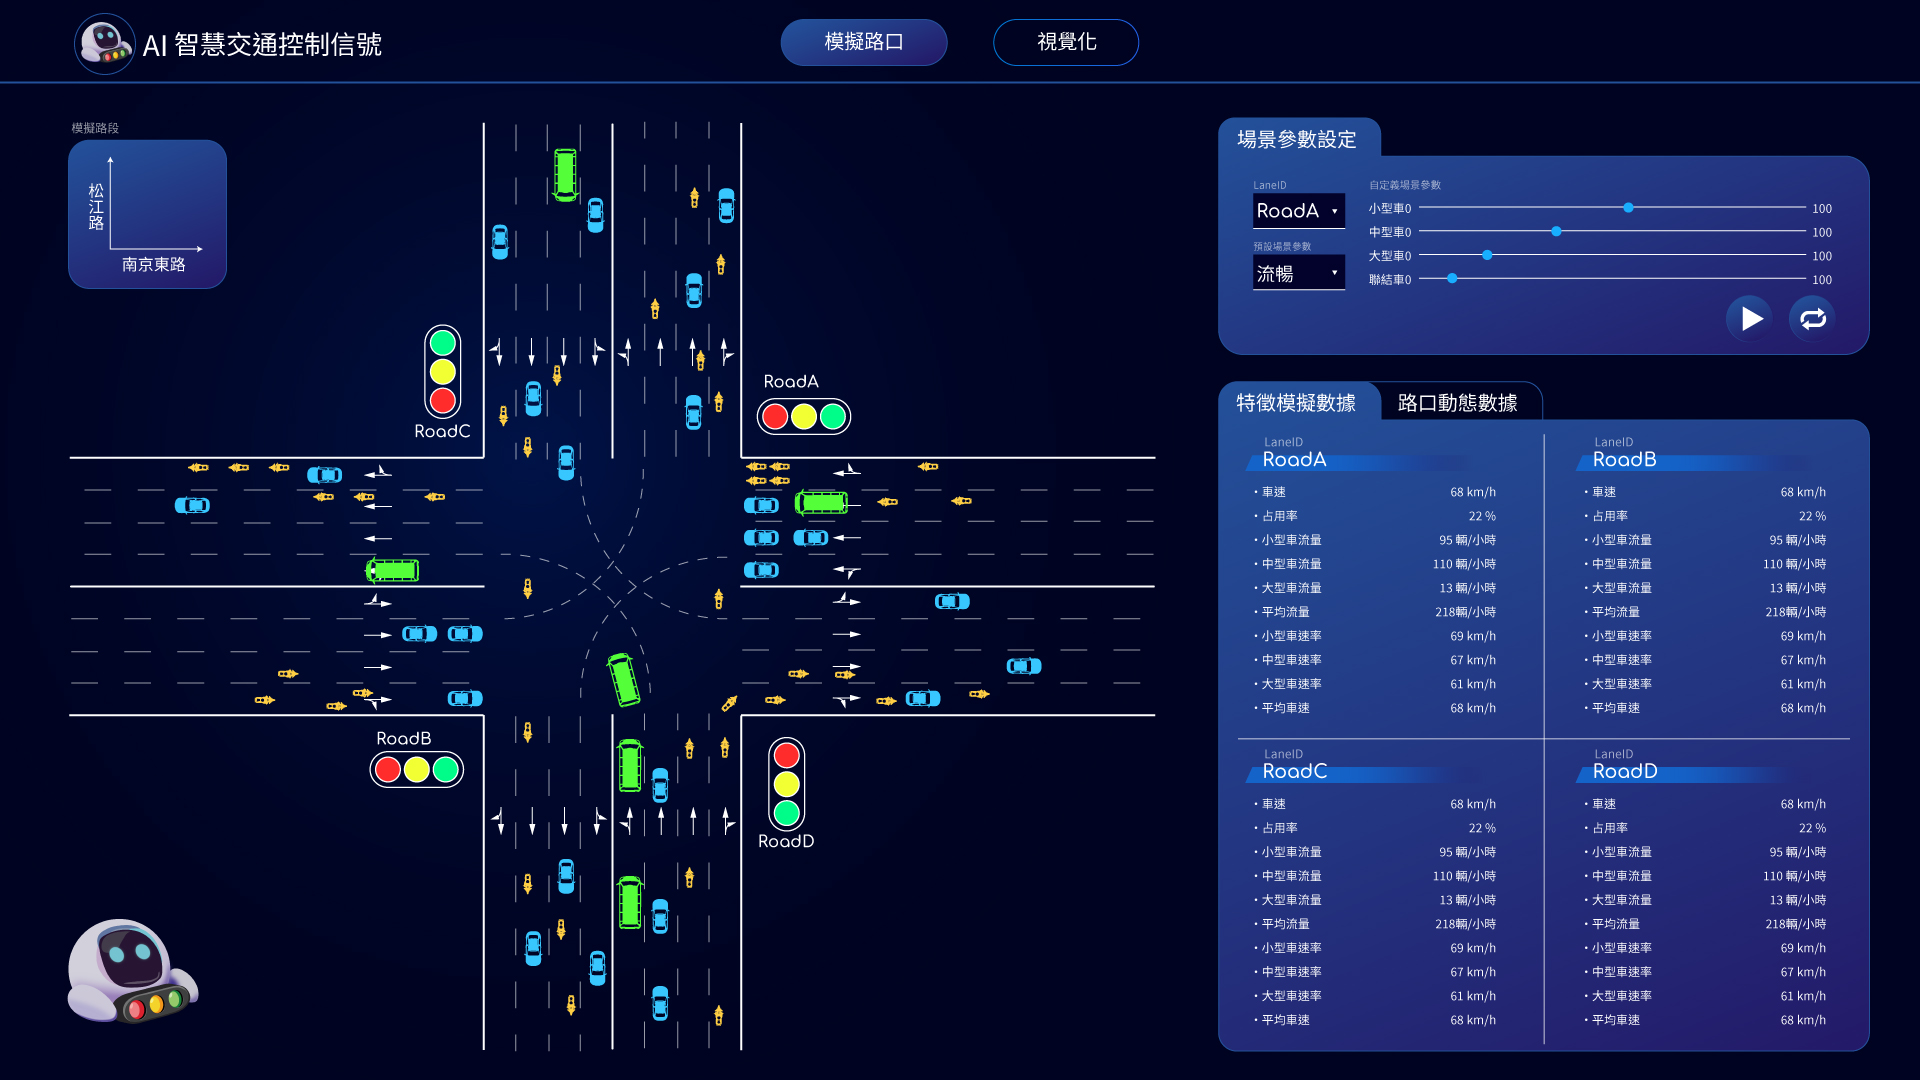 AI 智慧交通控制信號
模擬路口
視覺化
模擬路段
松江路
南京東路
RoadC
RoadA
RoadB
RoadD
場景參數設定
LaneID
RoadA
預設場景參數
流暢
自定義場景參數
小型車0 100
中型車0 100
大型車0 100
聯結車0 100
特徵模擬數據
路口動態數據
LaneID
RoadA
・車速 68 km/h
・占用率 22 %
・小型車流量 95 輛/小時
・中型車流量 110 輛/小時
・大型車流量 13 輛/小時
・平均流量 218輛/小時
・小型車速率 69 km/h
・中型車速率 67 km/h
・大型車速率 61 km/h
・平均車速 68 km/h
LaneID
RoadB
・車速 68 km/h
・占用率 22 %
・小型車流量 95 輛/小時
・中型車流量 110 輛/小時
・大型車流量 13 輛/小時
・平均流量 218輛/小時
・小型車速率 69 km/h
・中型車速率 67 km/h
・大型車速率 61 km/h
・平均車速 68 km/h
LaneID
RoadC
・車速 68 km/h
・占用率 22 %
・小型車流量 95 輛/小時
・中型車流量 110 輛/小時
・大型車流量 13 輛/小時
・平均流量 218輛/小時
・小型車速率 69 km/h
・中型車速率 67 km/h
・大型車速率 61 km/h
・平均車速 68 km/h
LaneID
RoadD
・車速 68 km/h
・占用率 22 %
・小型車流量 95 輛/小時
・中型車流量 110 輛/小時
・大型車流量 13 輛/小時
・平均流量 218輛/小時
・小型車速率 69 km/h
・中型車速率 67 km/h
・大型車速率 61 km/h
・平均車速 68 km/h